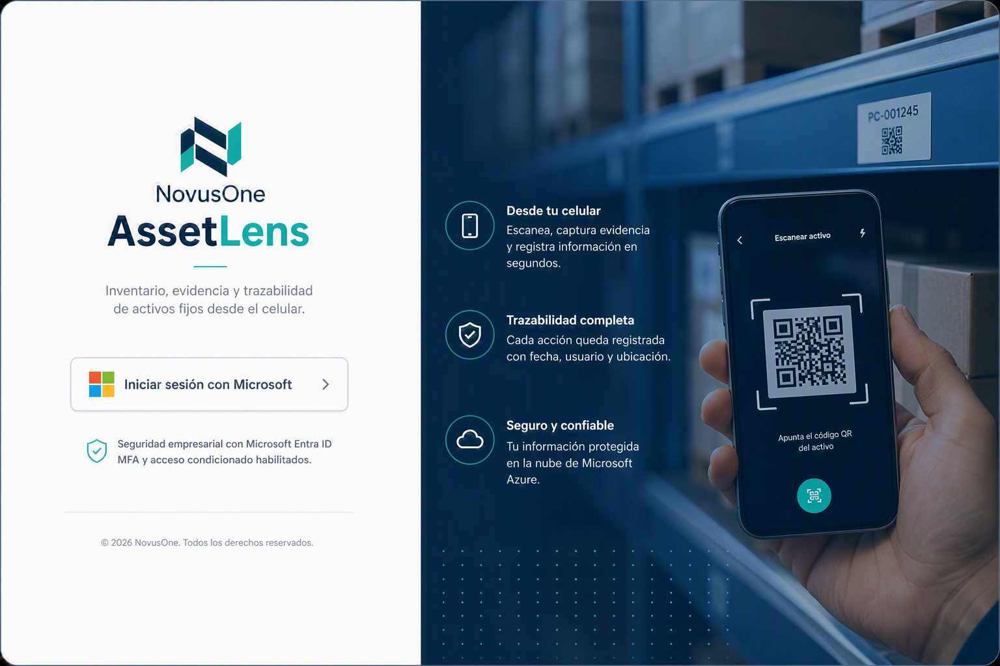 NovusOne
AssetLens
Inventario, evidencia y trazabilidad
de activos fijos desde el celular.
Iniciar sesión con Microsoft
Seguridad empresarial con Microsoft Entra ID
MFA y acceso condicionado habilitados.
© 2026 NovusOne. Todos los derechos reservados.
Desde tu celular
Escanea, captura evidencia
y registra información en
segundos.
Trazabilidad completa
Cada acción queda registrada
con fecha, usuario y ubicación.
Seguro y confiable
Tu información protegida
en la nube de Microsoft
Azure.
PC-001245
Escanear activo
Apunta el código QR
del activo